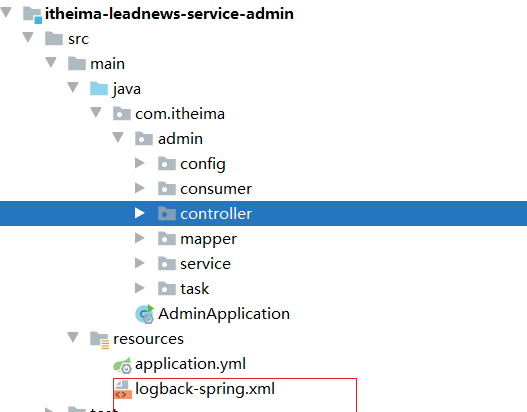 itheima-leadnews-service-admin
src
main
java
com.itheima
admin
config
consumer
controller
mapper
service
task
AdminApplication
resources
application.yml
logback-spring.xml